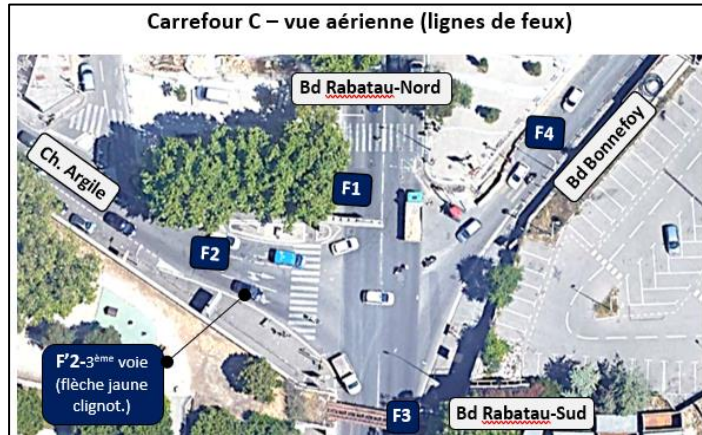 Carrefour C – vue aérienne (lignes de feux)
Bd Rabatau-Nord
F4
Bd Bonnefoy
Ch. Argile
F1
F2
F'2-3ème voie
(flèche jaune
clignot.)
F3
Bd Rabatau-Sud